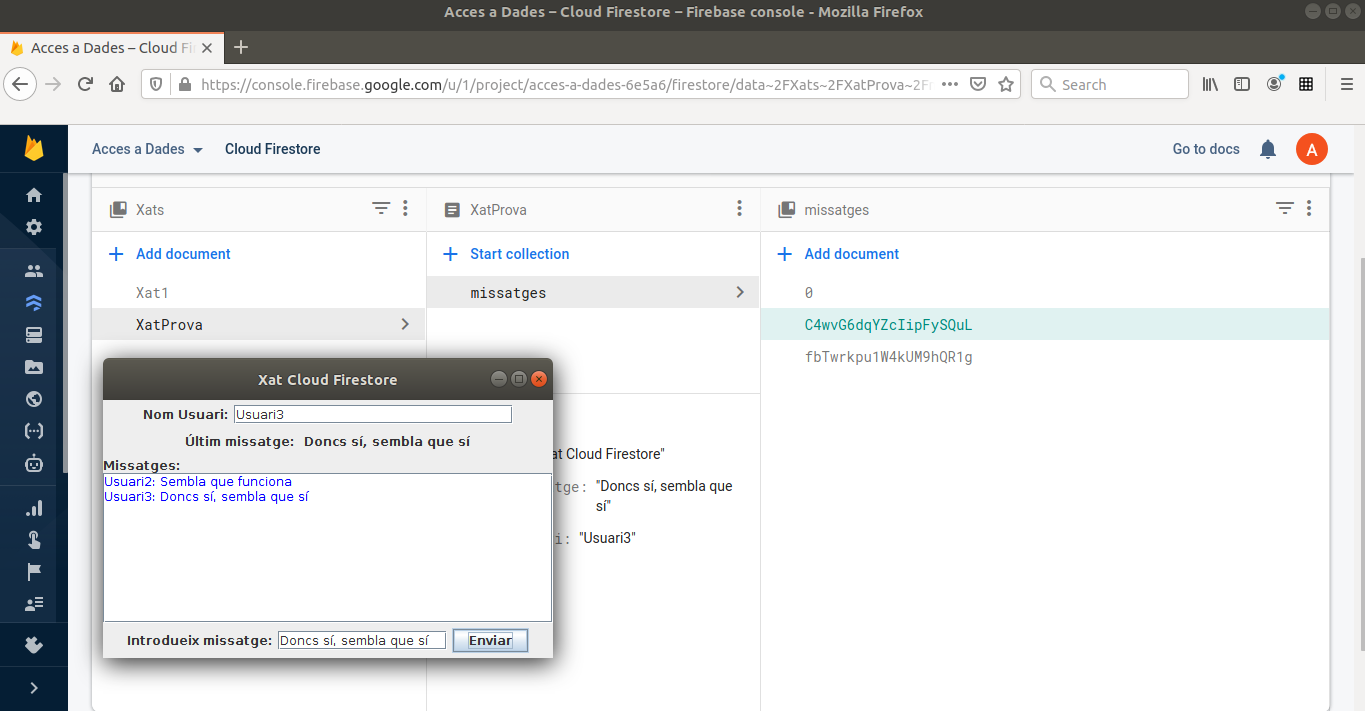 Acces a Dades – Cloud Firestore – Firebase console - Mozilla Firefox
Acces a Dades – Cloud Fi
https://console.firebase.google.com/u/1/project/acces-a-dades-6e5a6/firestore/data~2FXats~2FXatProva~2F
Search
Acces a Dades
Cloud Firestore
Go to docs
A
Xats
XatProva
missatges
Add document
Start collection
Add document
Xat1
missatges
0
XatProva
C4wvG6dqYZcIipFySQuL
fbTwrkpu1W4kUM9hQR1g
Xat Cloud Firestore
Nom Usuari: Usuari3
Últim missatge: Doncs sí, sembla que sí
Missatges:
Usuari2: Sembla que funciona
Usuari3: Doncs sí, sembla que sí
Introdueix missatge: Doncs sí, sembla que sí
Enviar
at Cloud Firestore"
tge: "Doncs sí, sembla que
sí"
i: "Usuari3"